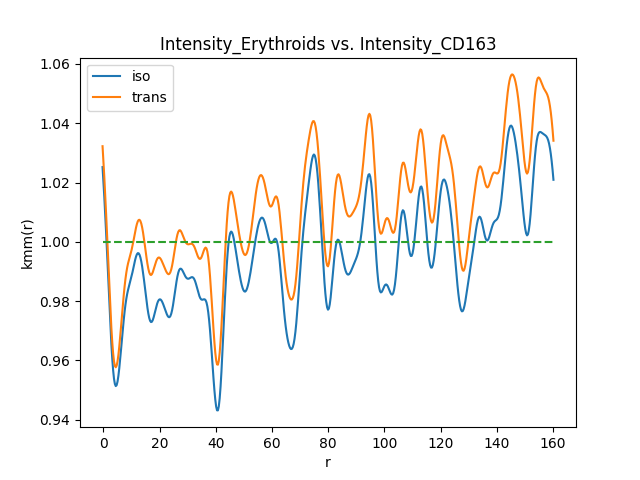 Intensity_Erythroids vs. Intensity_CD163
iso
trans
1.06
1.04
1.02
1.00
0.98
0.96
0.94
kmm(r)
0 20 40 60 80 100 120 140 160
r